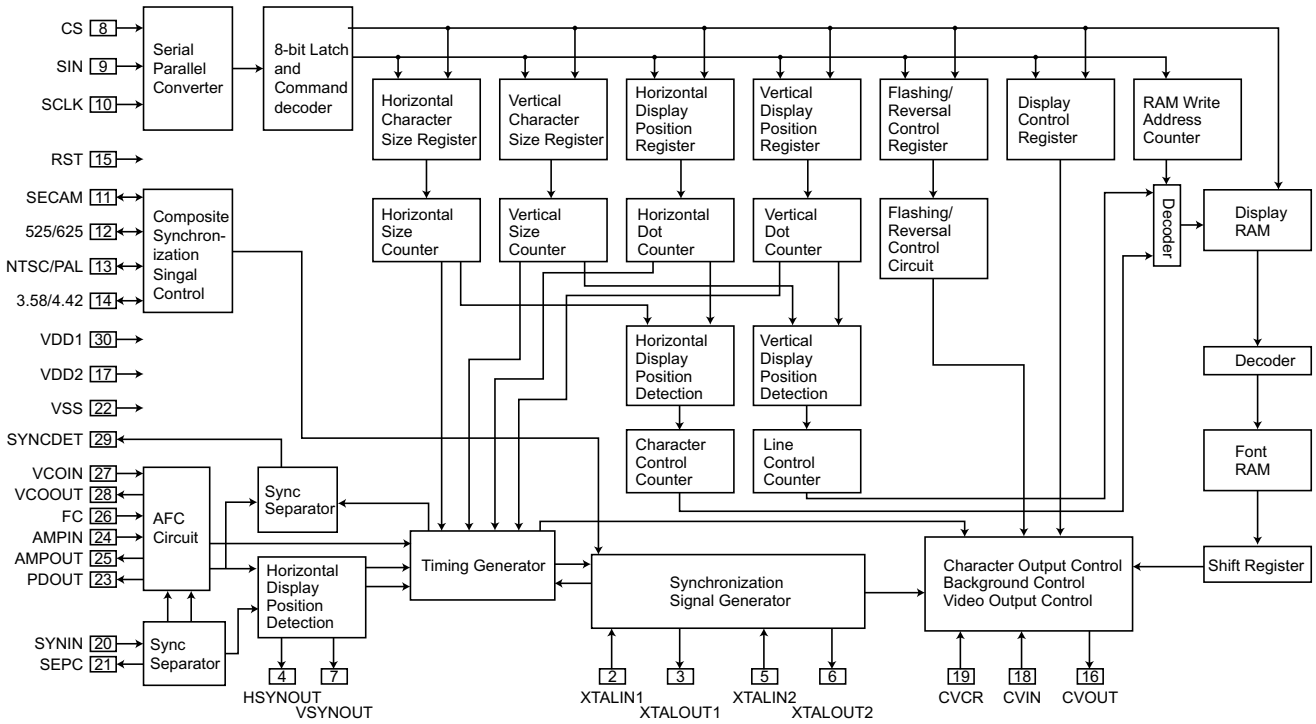 CS 8
SIN 9
SCLK 10
RST 15
SECAM 11
525/625 12
NTSC/PAL 13
3.58/4.42 14
VDD1 30
VDD2 17
VSS 22
SYNCDET 29
VCOIN 27
VCOOUT 28
FC 26
AMPIN 24
AMPOUT 25
PDOUT 23
SYNIN 20
SEPC 21
Serial
Parallel
Converter
8-bit Latch
and
Command
decoder
Horizontal
Character
Size Register
Vertical
Character
Size Register
Horizontal
Display
Position
Register
Vertical
Display
Position
Register
Flashing/
Reversal
Control
Register
Display
Control
Register
RAM Write
Address
Counter
Composite
Synchron-
ization
Singal
Control
Horizontal
Size
Counter
Vertical
Size
Counter
Horizontal
Dot
Counter
Vertical
Dot
Counter
Flashing/
Reversal
Control
Circuit
Decoder
Display
RAM
Horizontal
Display
Position
Detection
Vertical
Display
Position
Detection
Decoder
Character
Control
Counter
Line
Control
Counter
Font
RAM
AFC
Circuit
Sync
Separator
Timing Generator
Horizontal
Display
Position
Detection
Synchronization
Signal Generator
Character Output Control
Background Control
Video Output Control
Shift Register
Sync
Separator
4
HSYNOUT
7
VSYNOUT
2
XTALIN1
3
XTALOUT1
5
XTALIN2
6
XTALOUT2
19
CVCR
18
CVIN
16
CVOUT